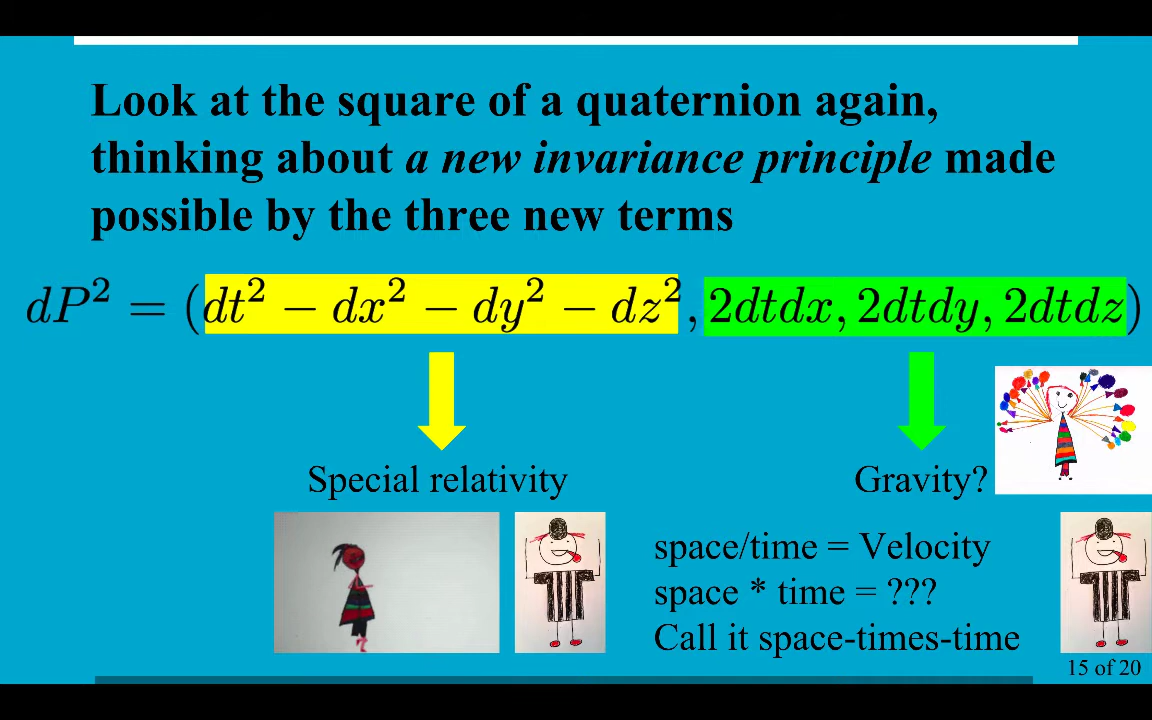 Look at the square of a quaternion again,
thinking about a new invariance principle made
possible by the three new terms
dP² = (dt² − dx² − dy² − dz², 2dtdx, 2dtdy, 2dtdz)
Special relativity
Gravity?
space/time = Velocity
space * time = ???
Call it space-times-time
15 of 20